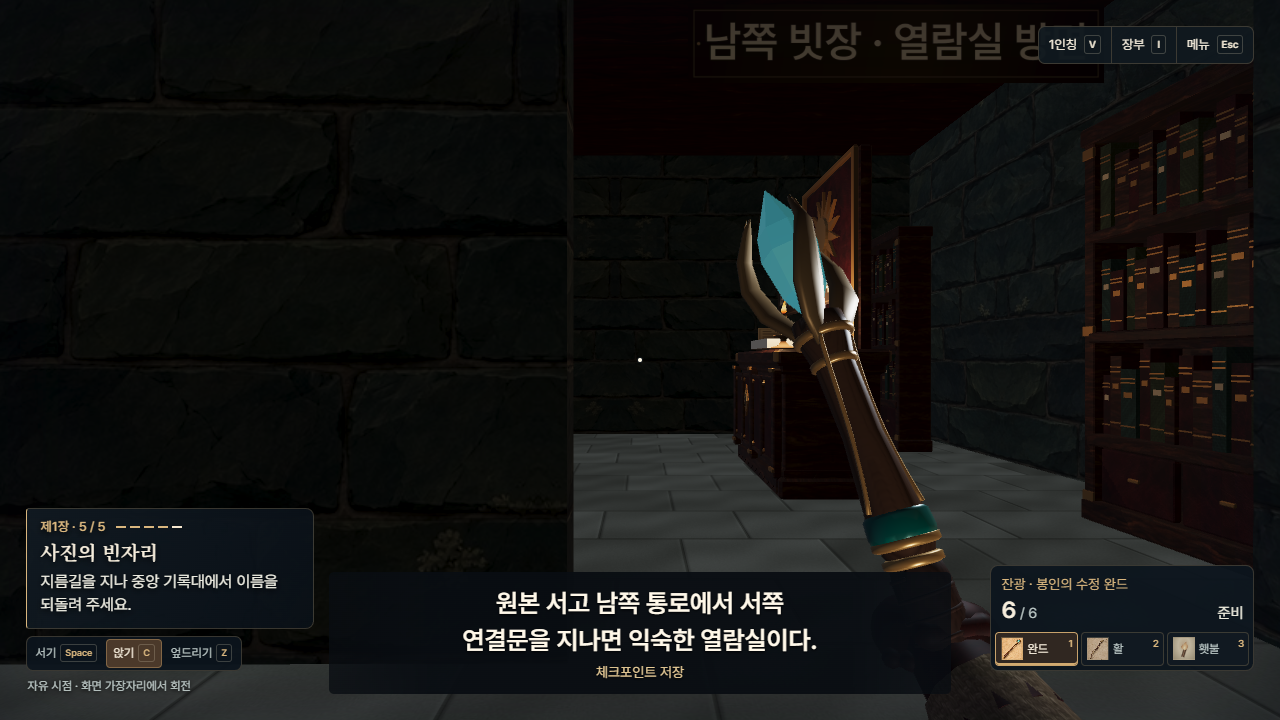 ·남쪽 빗장 · 열람실 방
1인칭 V
장부 I
메뉴 Esc
제1장 · 5 / 5
사진의 빈자리
지름길을 지나 중앙 기록대에서 이름을
되돌려 주세요.
서기 Space
앉기 C
엎드리기 Z
자유 시점 · 화면 가장자리에서 회전
원본 서고 남쪽 통로에서 서쪽
연결문을 지나면 익숙한 열람실이다.
체크포인트 저장
잔광 · 봉인의 수정 완드
6 / 6
준비
완드 1
활 2
횃불 3